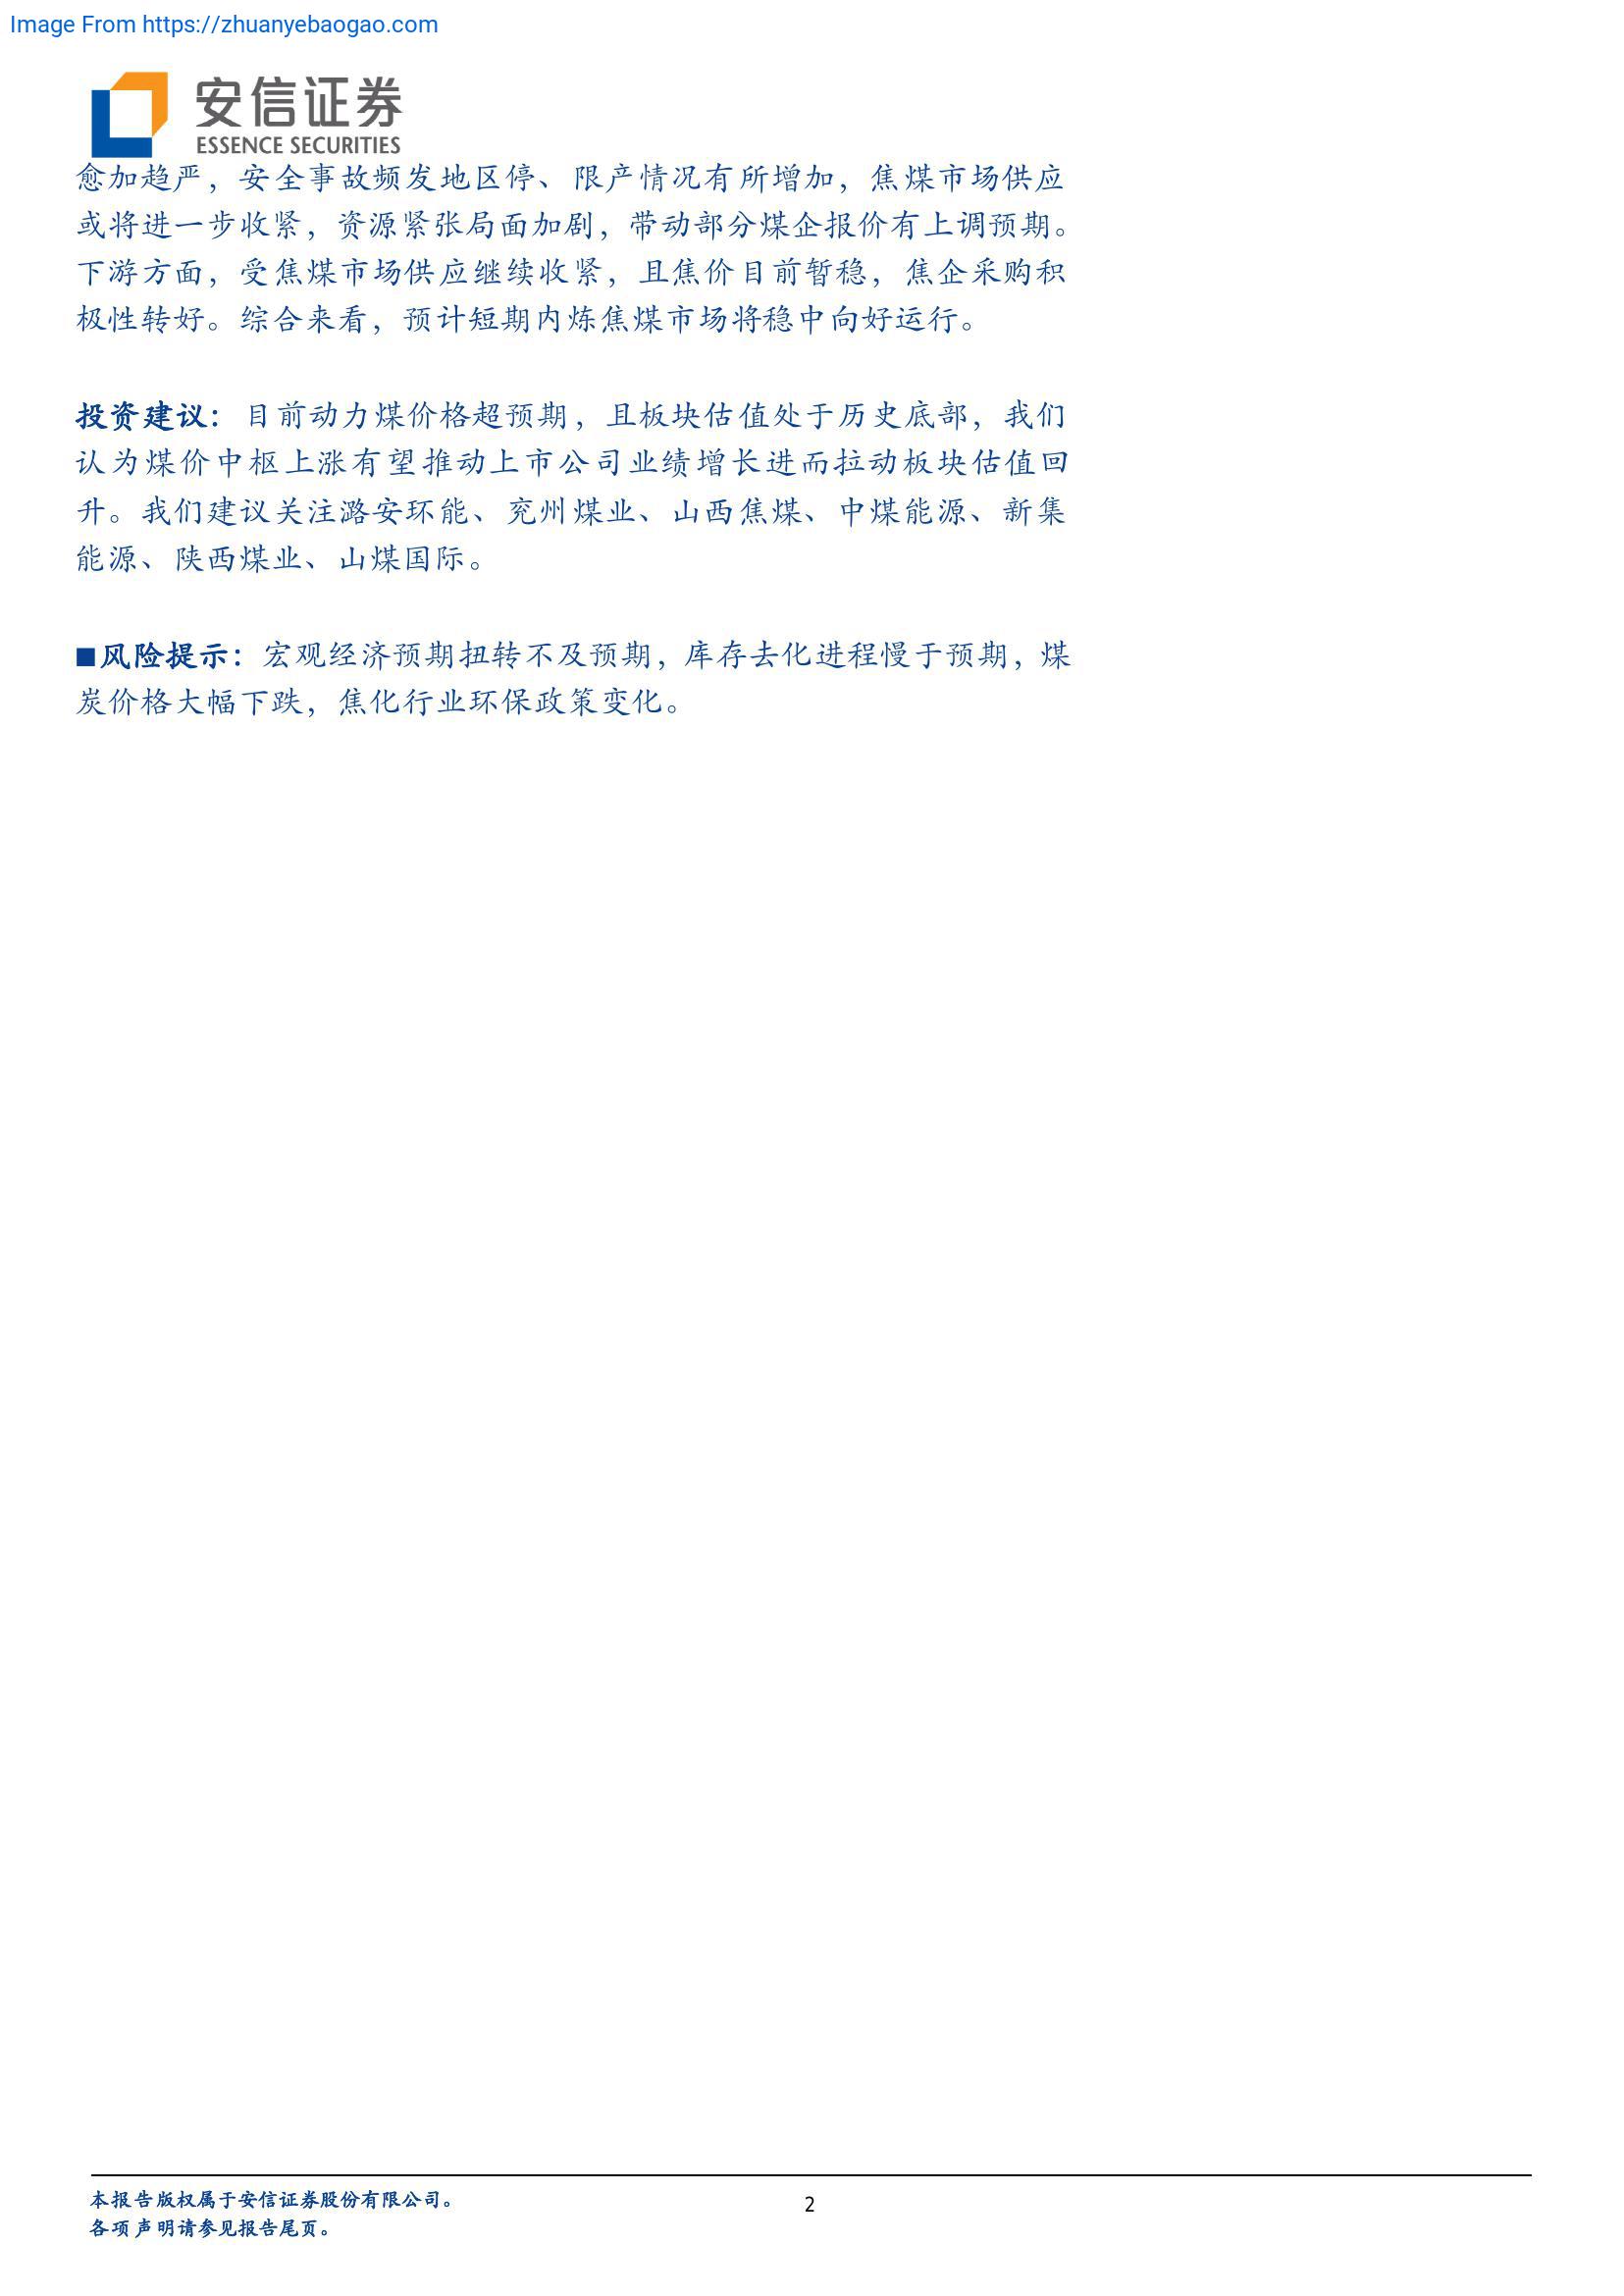 Image From https://zhuanyebaogao.com
安信证券
ESSENCE SECURITIES
愈加趋严，安全事故频发地区停、限产情况有所增加，焦煤市场供应
或将进一步收紧，资源紧张局面加剧，带动部分煤企报价有上调预期。
下游方面，受焦煤市场供应继续收紧，且焦价目前暂稳，焦企采购积
极性转好。综合来看，预计短期内炼焦煤市场将稳中向好运行。
投资建议：目前动力煤价格超预期，且板块估值处于历史底部，我们
认为煤价中枢上涨有望推动上市公司业绩增长进而拉动板块估值回
升。我们建议关注潞安环能、兖州煤业、山西焦煤、中煤能源、新集
能源、陕西煤业、山煤国际。
■风险提示：宏观经济预期扭转不及预期，库存去化进程慢于预期，煤
炭价格大幅下跌，焦化行业环保政策变化。
本报告版权属于安信证券股份有限公司。
2
各项声明请参见报告尾页。